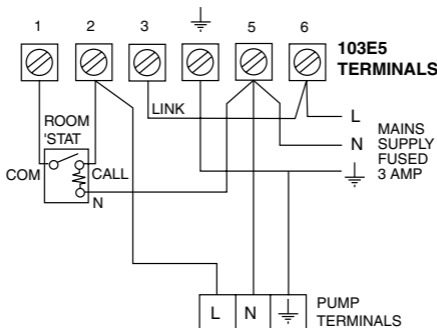 1 2 3 5 6
103E5
TERMINALS
LINK
ROOM
'STAT
COM
CALL
N
L
N
MAINS
SUPPLY
FUSED
3 AMP
L N
PUMP
TERMINALS